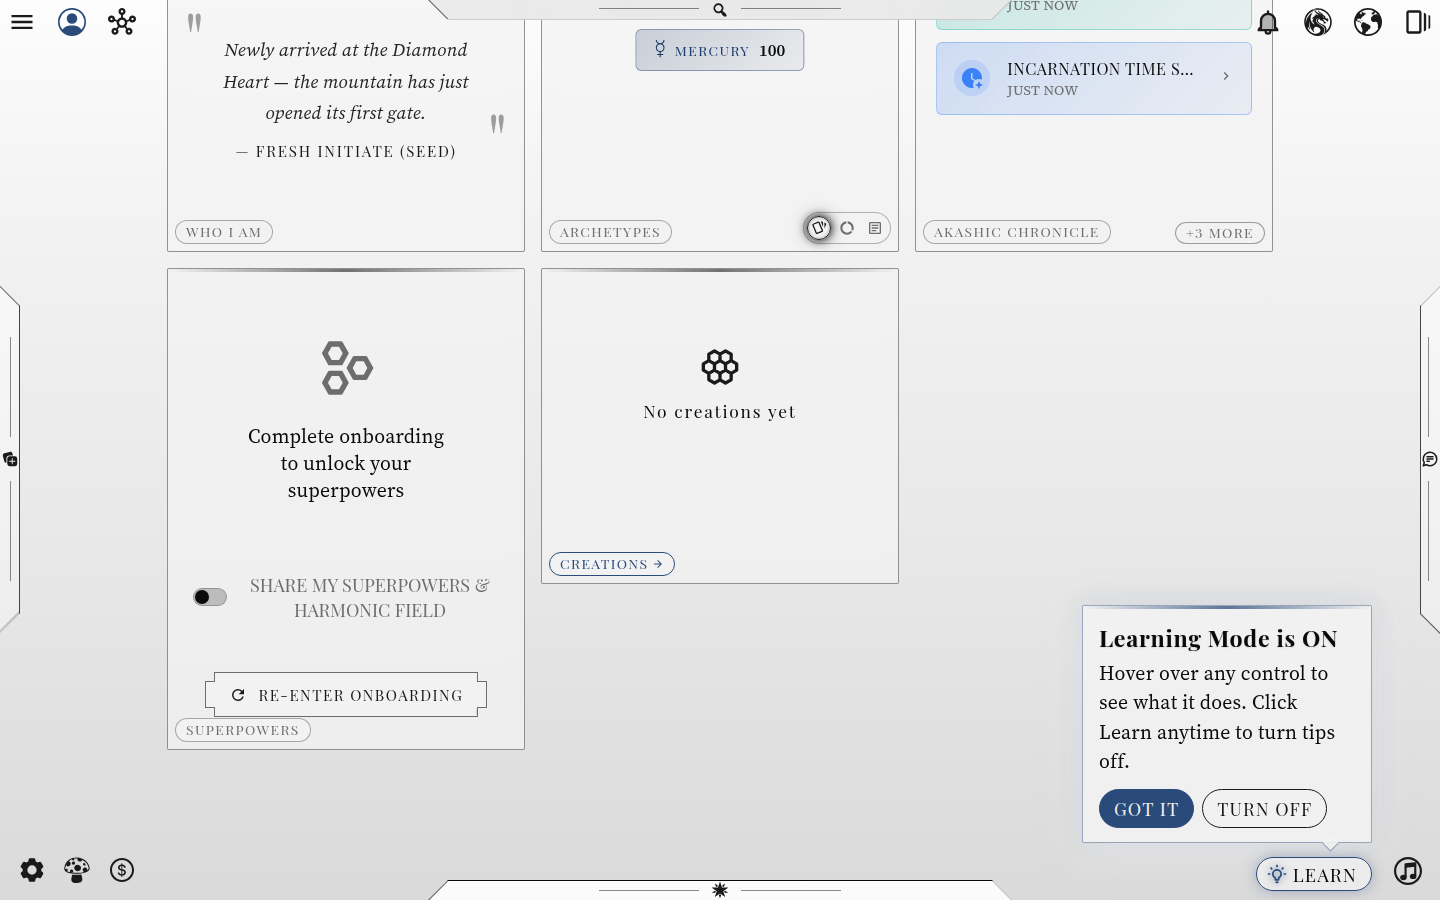 Newly arrived at the Diamond
Heart — the mountain has just
opened its first gate.
— FRESH INITIATE (SEED)
WHO I AM
MERCURY 100
ARCHETYPES
JUST NOW
INCARNATION TIME S...
JUST NOW
AKASHIC CHRONICLE
+3 MORE
Complete onboarding
to unlock your
superpowers
SHARE MY SUPERPOWERS &
HARMONIC FIELD
RE-ENTER ONBOARDING
SUPERPOWERS
No creations yet
CREATIONS
Learning Mode is ON
Hover over any control to
see what it does. Click
Learn anytime to turn tips
off.
GOT IT
TURN OFF
LEARN